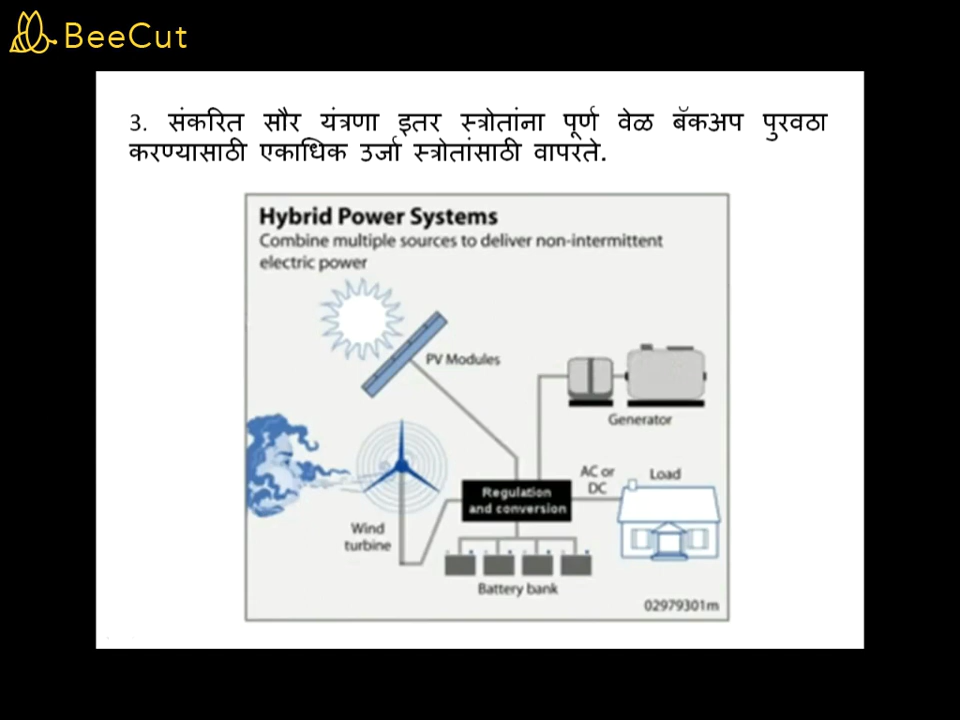 BeeCut
3. संकरित सौर यंत्रणा इतर स्त्रोतांना पूर्ण वेळ बॅकअप पुरवठा
करण्यासाठी एकाधिक उर्जा स्त्रोतांसाठी वापरते.
Hybrid Power Systems
Combine multiple sources to deliver non-intermittent
electric power
PV Modules
Generator
AC or
DC
Load
Regulation
and conversion
Wind
turbine
Battery bank
02979301m